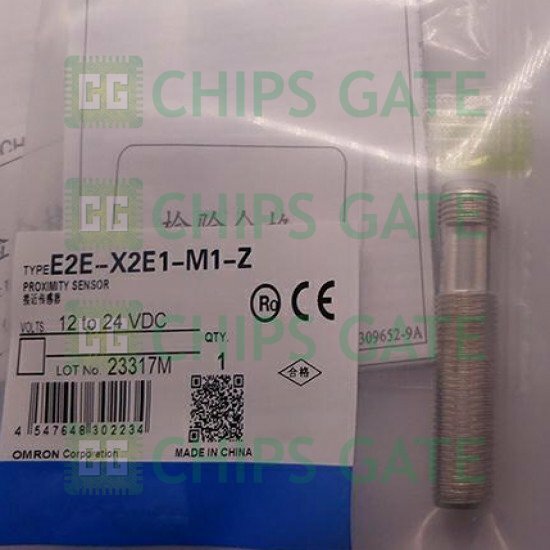 CHIPS GATE
CHIPS GATE
CHIPS GATE
CHIPS GATE
TYPE E2E-X2E1-M1-Z
PROXIMITY SENSOR
接近传感器
VOLTS 12 to 24 VDC
QTY.
LOT No. 23317M 1
合格
4 547648 302234
OMRON Corporation
MADE IN CHINA
309652-9A
CE